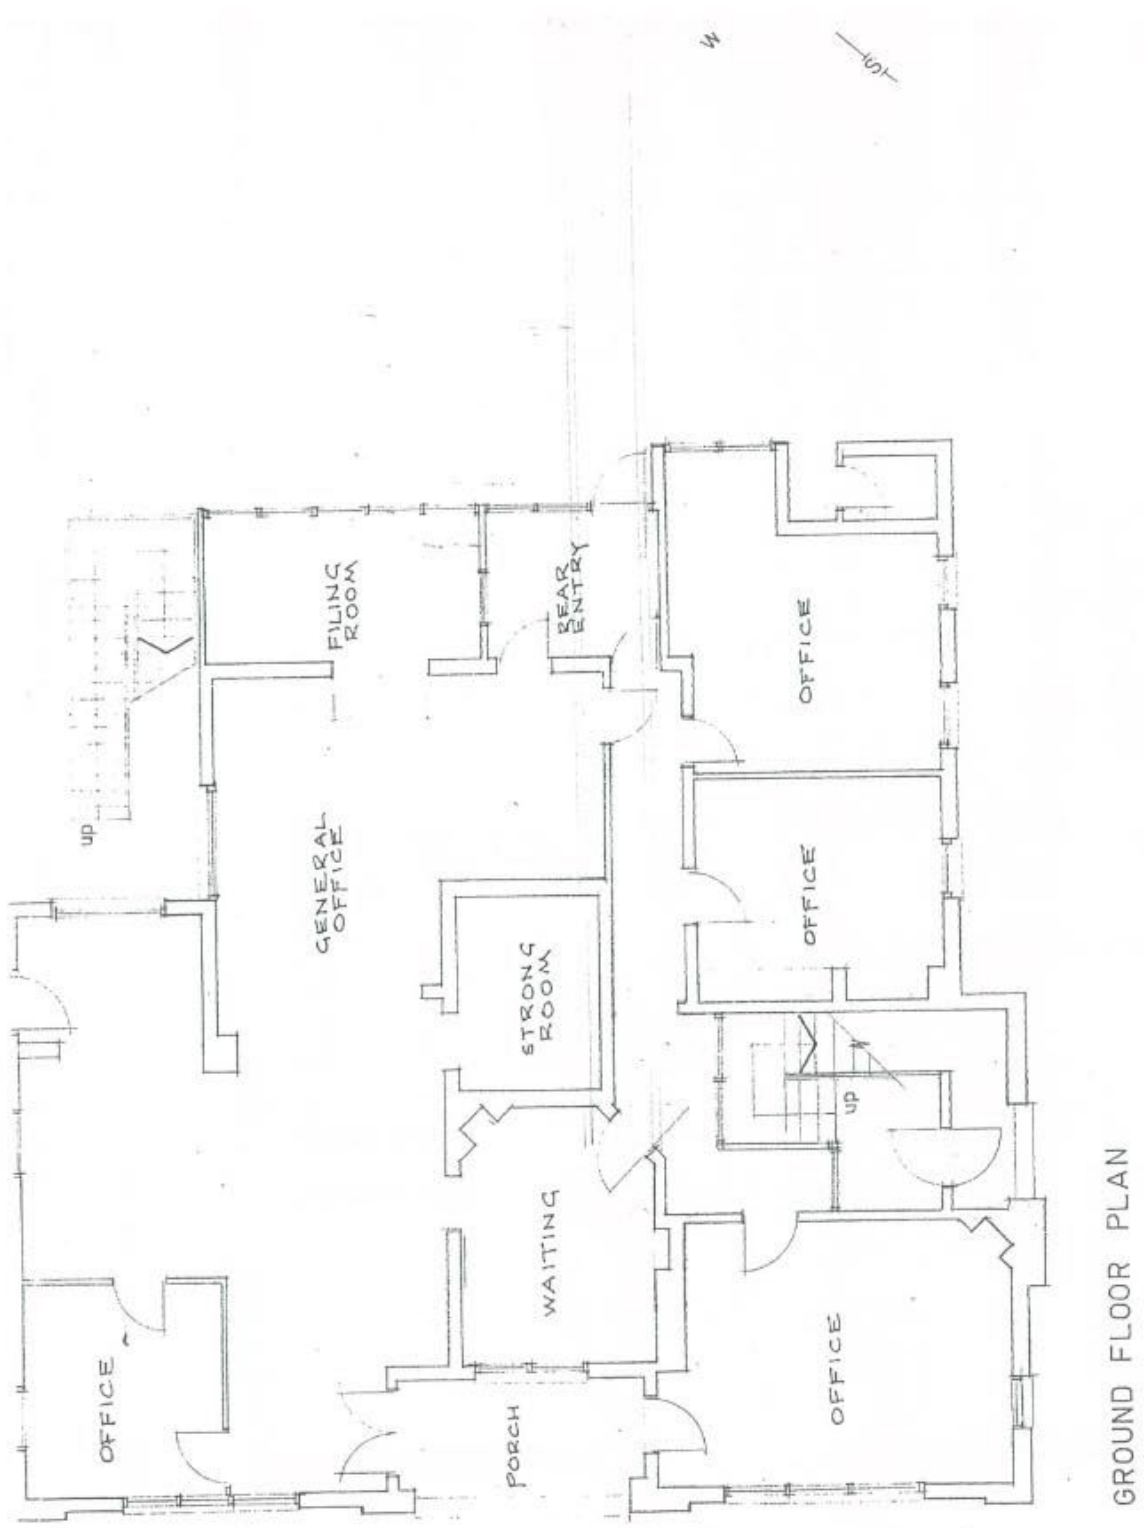 up
FILING
ROOM
REAR
ENTRY
OFFICE
GENERAL
OFFICE
STRONG
ROOM
OFFICE
up
OFFICE
WAITING
PORCH
OFFICE
GROUND FLOOR PLAN
W
S